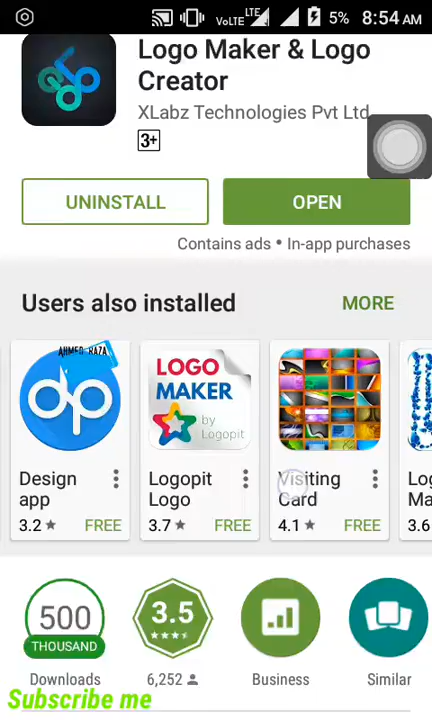 VoLTE LTE 5% 8:54 AM
Logo Maker & Logo
Creator
XLabz Technologies Pvt Ltd
3+
UNINSTALL
OPEN
Contains ads • In-app purchases
Users also installed
MORE
AHMED RAZA
dp
Design
app
3.2 ★ FREE
LOGO
MAKER
by
Logopit
Logopit
Logo
3.7 ★ FREE
Visiting
Card
4.1 ★ FREE
3.6
500
THOUSAND
Downloads
3.5
6,252
Business
Similar
Subscribe me